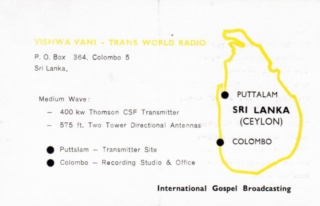 VISHWA VANI - TRANS WORLD RADIO
P. O. Box 364, Colombo 5
Sri Lanka,
Medium Wave:
— 400 kw Thomson CSF Transmitter
— 575 ft. Two Tower Directional Antennas
● Puttalam — Transmitter Site
● Colombo — Recording Studio & Office
PUTTALAM
SRI LANKA
(CEYLON)
COLOMBO
International Gospel Broadcasting